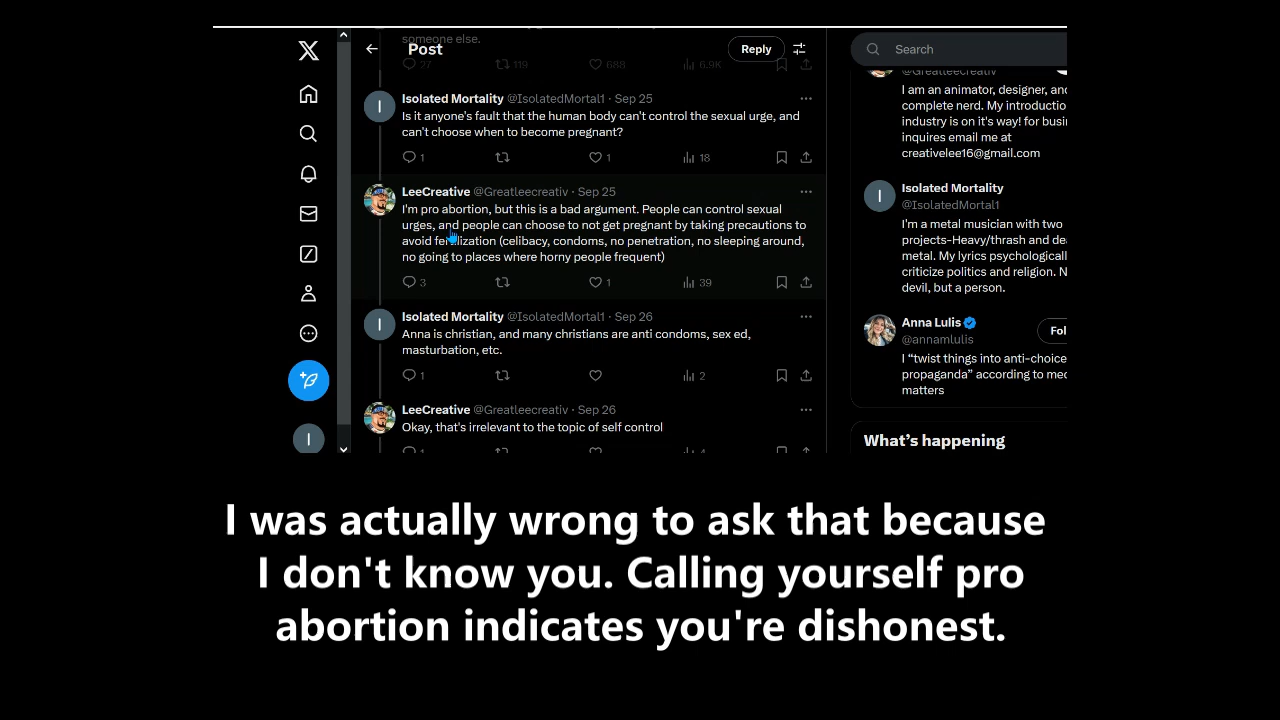 someone else.
Post
Reply
Search
27 119 688 6.9K
@Greatleecreativ
Isolated Mortality @IsolatedMortal1 · Sep 25
Is it anyone's fault that the human body can't control the sexual urge, and
can't choose when to become pregnant?
1 1 18
LeeCreative @Greatleecreativ · Sep 25
I'm pro abortion, but this is a bad argument. People can control sexual
urges, and people can choose to not get pregnant by taking precautions to
avoid fertilization (celibacy, condoms, no penetration, no sleeping around,
no going to places where horny people frequent)
3 1 39
Isolated Mortality @IsolatedMortal1 · Sep 26
Anna is christian, and many christians are anti condoms, sex ed,
masturbation, etc.
1 2
LeeCreative @Greatleecreativ · Sep 26
Okay, that's irrelevant to the topic of self control
1 4
I am an animator, designer, and
complete nerd. My introductio
industry is on it's way! for busi
inquires email me at
creativelee16@gmail.com
I
Isolated Mortality
@IsolatedMortal1
I'm a metal musician with two
projects-Heavy/thrash and dea
metal. My lyrics psychologicall
criticize politics and religion. N
devil, but a person.
Anna Lulis
@annamlulis
Fol
I “twist things into anti-choice
propaganda” according to med
matters
What's happening
I was actually wrong to ask that because
I don't know you. Calling yourself pro
abortion indicates you're dishonest.